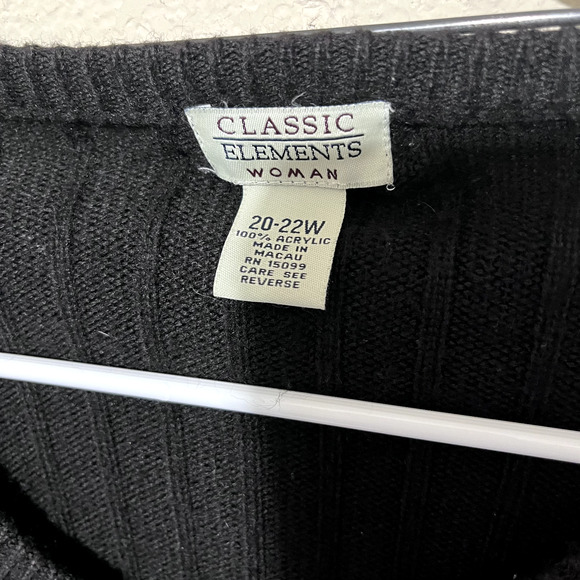 CLASSIC
ELEMENTS
WOMAN
20-22W
100% ACRYLIC
MADE IN
MACAU
RN 15099
CARE SEE
REVERSE